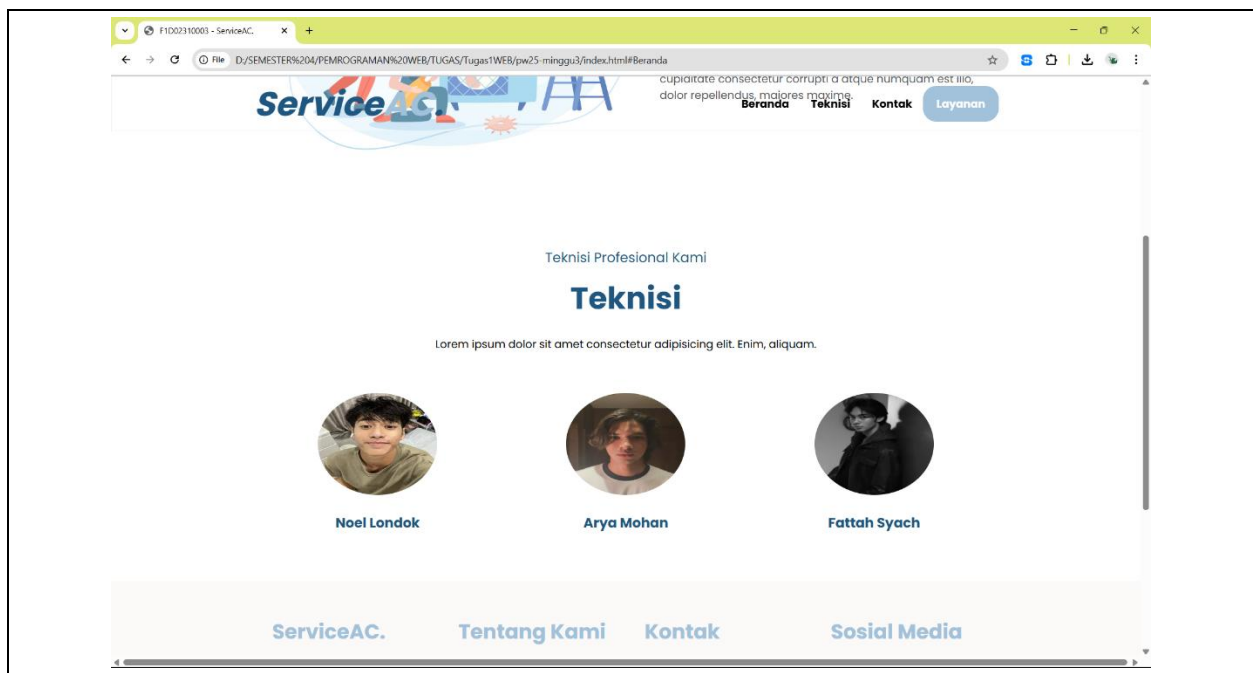 F1D02310003 - ServiceAC.
File D:/SEMESTER%204/PEMROGRAMAN%20WEB/TUGAS/Tugas1WEB/pw25-minggu3/index.html#Beranda
cupiditate consectetur corrupti a atque numquam est illo,
dolor repellendus, maiores maxime.
ServiceAC.
Beranda Teknisi Kontak Layanan
Teknisi Profesional Kami
Teknisi
Lorem ipsum dolor sit amet consectetur adipisicing elit. Enim, aliquam.
Noel Londok Arya Mohan Fattah Syach
ServiceAC. Tentang Kami Kontak Sosial Media